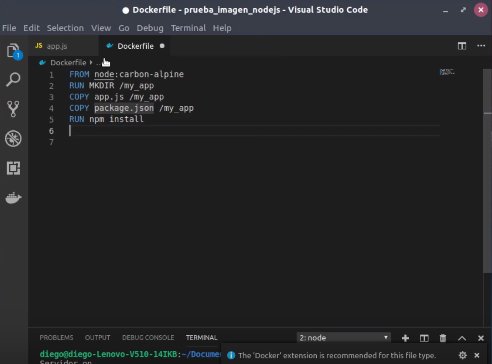 ● Dockerfile - prueba_imagen_nodejs - Visual Studio Code
File Edit Selection View Go Debug Terminal Help
JS app.js
Dockerfile ●
Dockerfile ▸ ...
1 FROM node:carbon-alpine
2 RUN MKDIR /my_app
3 COPY app.js /my_app
4 COPY package.json /my_app
5 RUN npm install
6
7
1
PROBLEMS OUTPUT DEBUG CONSOLE TERMINAL 2: node
diego@diego-Lenovo-V510-14IKB:~/Docume
Servidor on
The 'Docker' extension is recommended for this file type.